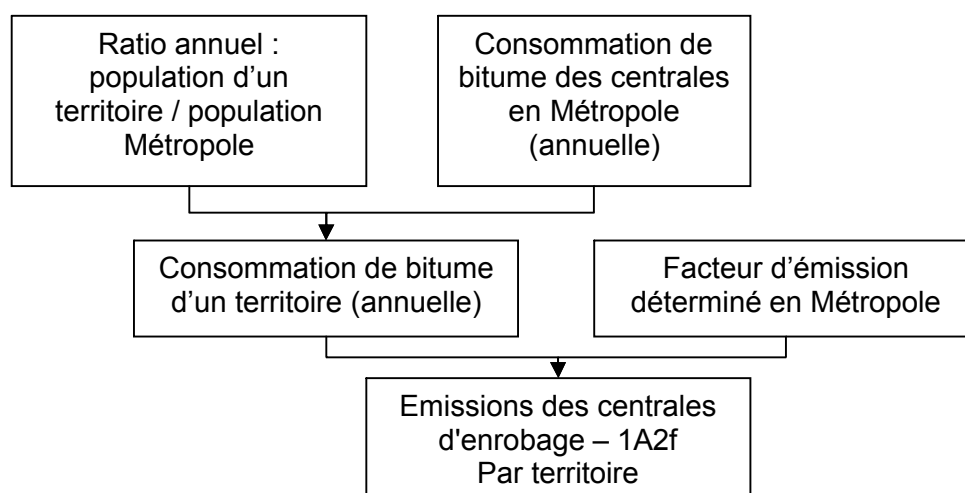 Ratio annuel :
population d’un
territoire / population
Métropole
Consommation de
bitume des centrales
en Métropole
(annuelle)
Consommation de bitume
d’un territoire (annuelle)
Facteur d’émission
déterminé en Métropole
Emissions des centrales
d'enrobage – 1A2f
Par territoire